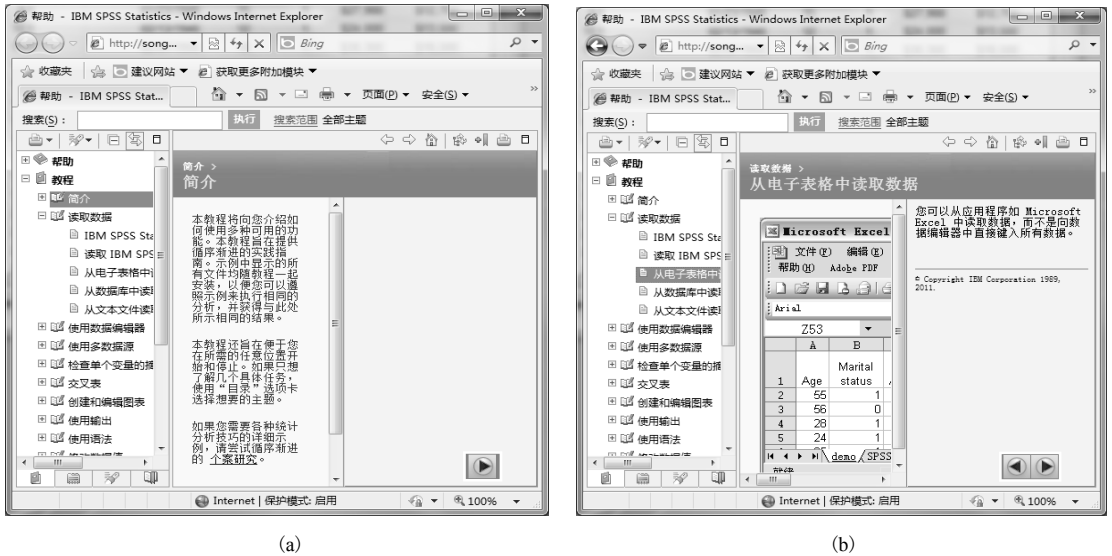 帮助 - IBM SPSS Statistics - Windows Internet Explorer
http://song...
Bing
收藏夹
建议网站
获取更多附加模块
帮助 - IBM SPSS Stat...
页面(P)
安全(S)
搜索(S)：
执行
搜索范围 全部主题
帮助
教程
简介
读取数据
IBM SPSS Sta
读取 IBM SPS
从电子表格中
从数据库中读
从文本文件读
使用数据编辑器
使用多数据源
检查单个变量的摘
交叉表
创建和编辑图表
使用输出
使用语法
简介 >
简介
本教程将向您介绍如
何使用多种可用的功
能。本教程旨在提供
循序渐进的实践指
南。示例中显示的所
有文件均随教程一起
安装，以便您可以遵
照示例来执行相同的
分析，并获得与此处
所示相同的结果。
本教程还旨在便于您
在所需的任意位置开
始和停止。如果只想
了解几个具体任务，
使用“目录”选项卡
选择想要的主题。
如果您需要各种统计
分析技巧的详细示
例，请尝试循序渐进
的 个案研究。
Internet | 保护模式: 启用
100%
(a)
帮助 - IBM SPSS Statistics - Windows Internet Explorer
http://song...
Bing
收藏夹
建议网站
获取更多附加模块
帮助 - IBM SPSS Stat...
页面(P)
安全(S)
搜索(S)：
执行
搜索范围 全部主题
帮助
教程
简介
读取数据
IBM SPSS Sta
读取 IBM SPS
从电子表格中
从数据库中读
从文本文件读
使用数据编辑器
使用多数据源
检查单个变量的摘
交叉表
创建和编辑图表
使用输出
使用语法
读取数据 >
从电子表格中读取数据
Microsoft Excel
文件(F) 编辑(E)
帮助(H) Adobe PDF
Arial
Z53
A B
Marital
1 Age status
2 55 1
3 56 0
4 28 1
5 24 1
demo SPSS
就绪
您可以从应用程序如 Microsoft
Excel 中读取数据，而不是向数
据编辑器中直接键入所有数据。
© Copyright IBM Corporation 1989,
2011.
Internet | 保护模式: 启用
100%
(b)